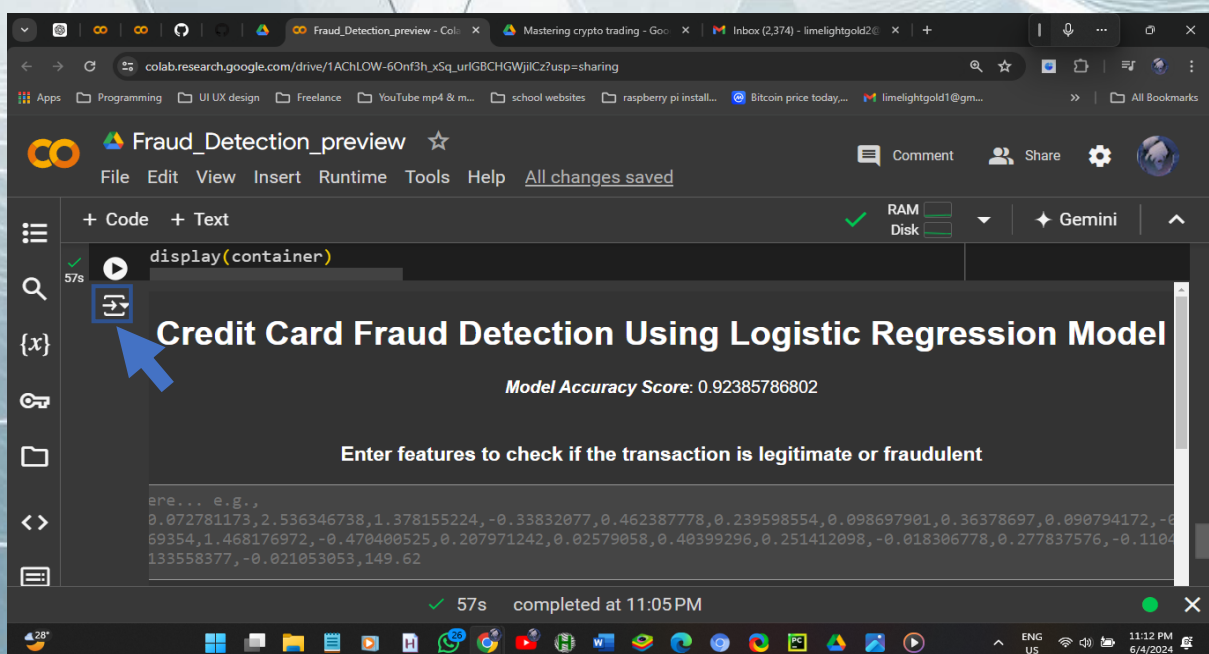 Fraud_Detection_preview - Cola
Mastering crypto trading - Goo
Inbox (2,374) - limelightgold2@
colab.research.google.com/drive/1AChLOW-6Onf3h_xSq_urIGBCHGWjilCz?usp=sharing
Apps Programming UI UX design Freelance YouTube mp4 & m... school websites raspberry pi install... Bitcoin price today,... limelightgold1@gm... » All Bookmarks
Fraud_Detection_preview
Comment Share
File Edit View Insert Runtime Tools Help All changes saved
+ Code + Text
RAM
Disk
Gemini
display(container)
57s
{x}
Credit Card Fraud Detection Using Logistic Regression Model
Model Accuracy Score: 0.92385786802
Enter features to check if the transaction is legitimate or fraudulent
ere... e.g.,
0.072781173,2.536346738,1.378155224,-0.33832077,0.462387778,0.239598554,0.098697901,0.36378697,0.090794172,-0
69354,1.468176972,-0.470400525,0.207971242,0.02579058,0.40399296,0.251412098,-0.018306778,0.277837576,-0.1104
133558377,-0.021053053,149.62
57s completed at 11:05 PM
28°
26
ENG
US
11:12 PM
6/4/2024